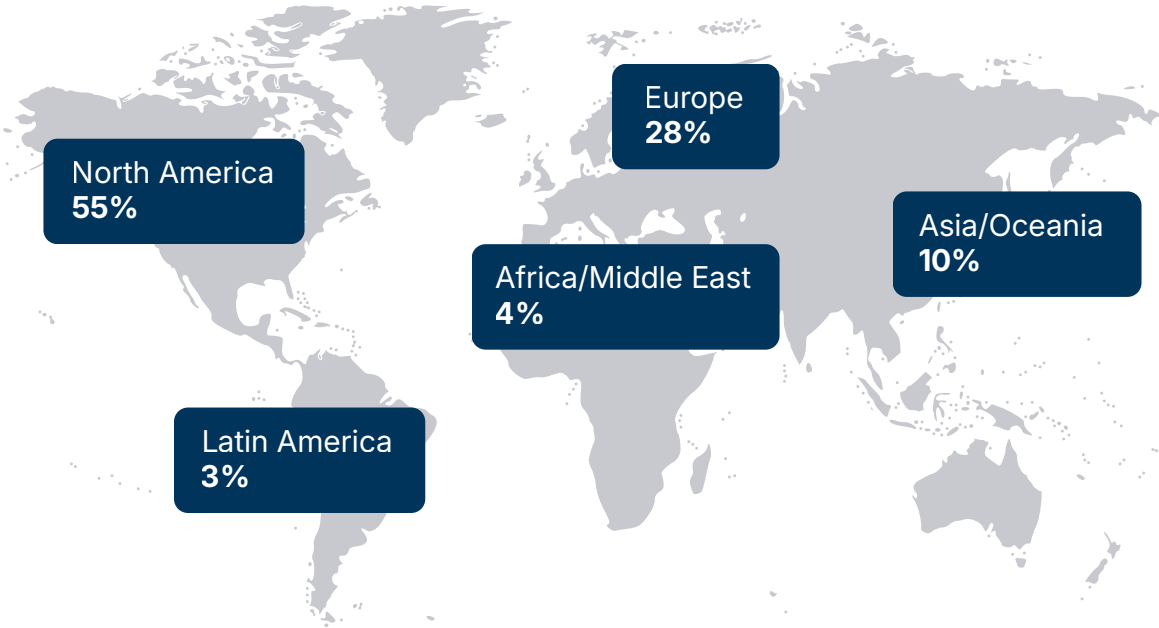 Europe
28%
North America
55%
Asia/Oceania
10%
Africa/Middle East
4%
Latin America
3%